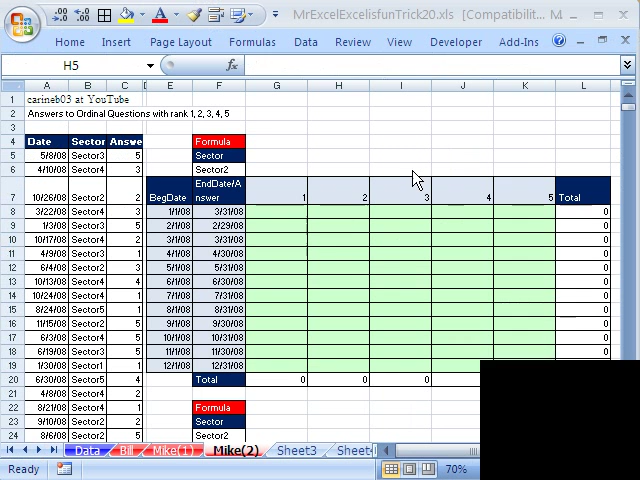 MrExcelExcelisfunTrick20.xls [Compatibilit... M
Home Insert Page Layout Formulas Data Review View Developer Add-Ins
H5 fx
A B C E F G H I J K L
1 carineb03 at YouTube
2 Answers to Ordinal Questions with rank 1, 2, 3, 4, 5
3
4 Date Sector Answe Formula
5 5/8/08 Sector3 5 Sector
6 4/10/08 Sector4 3 Sector2
7 10/26/08 Sector2 2 BegDate EndDate/A nswer 1 2 3 4 5 Total
8 3/22/08 Sector4 3 1/1/08 3/31/08 0
9 1/3/08 Sector3 5 2/1/08 2/29/08 0
10 10/17/08 Sector4 2 3/1/08 3/31/08 0
11 4/9/08 Sector1 3 4/1/08 4/30/08 0
12 6/4/08 Sector2 3 5/1/08 5/31/08 0
13 10/13/08 Sector4 4 6/1/08 6/30/08 0
14 10/24/08 Sector4 1 7/1/08 7/31/08 0
15 8/24/08 Sector5 1 8/1/08 8/31/08 0
16 11/15/08 Sector2 5 9/1/08 9/30/08 0
17 6/3/08 Sector4 5 10/1/08 10/31/08 0
18 6/19/08 Sector3 5 11/1/08 11/30/08 0
19 1/30/08 Sector1 1 12/1/08 12/31/08 0
20 6/30/08 Sector5 4 Total 0 0 0
21 4/8/08 Sector4 2
22 8/21/08 Sector4 1 Formula
23 9/10/08 Sector2 2 Sector
24 8/6/08 Sector2 5 Sector2
Data Bill Mike(1) Mike(2) Sheet3 Sheet
Ready 70%